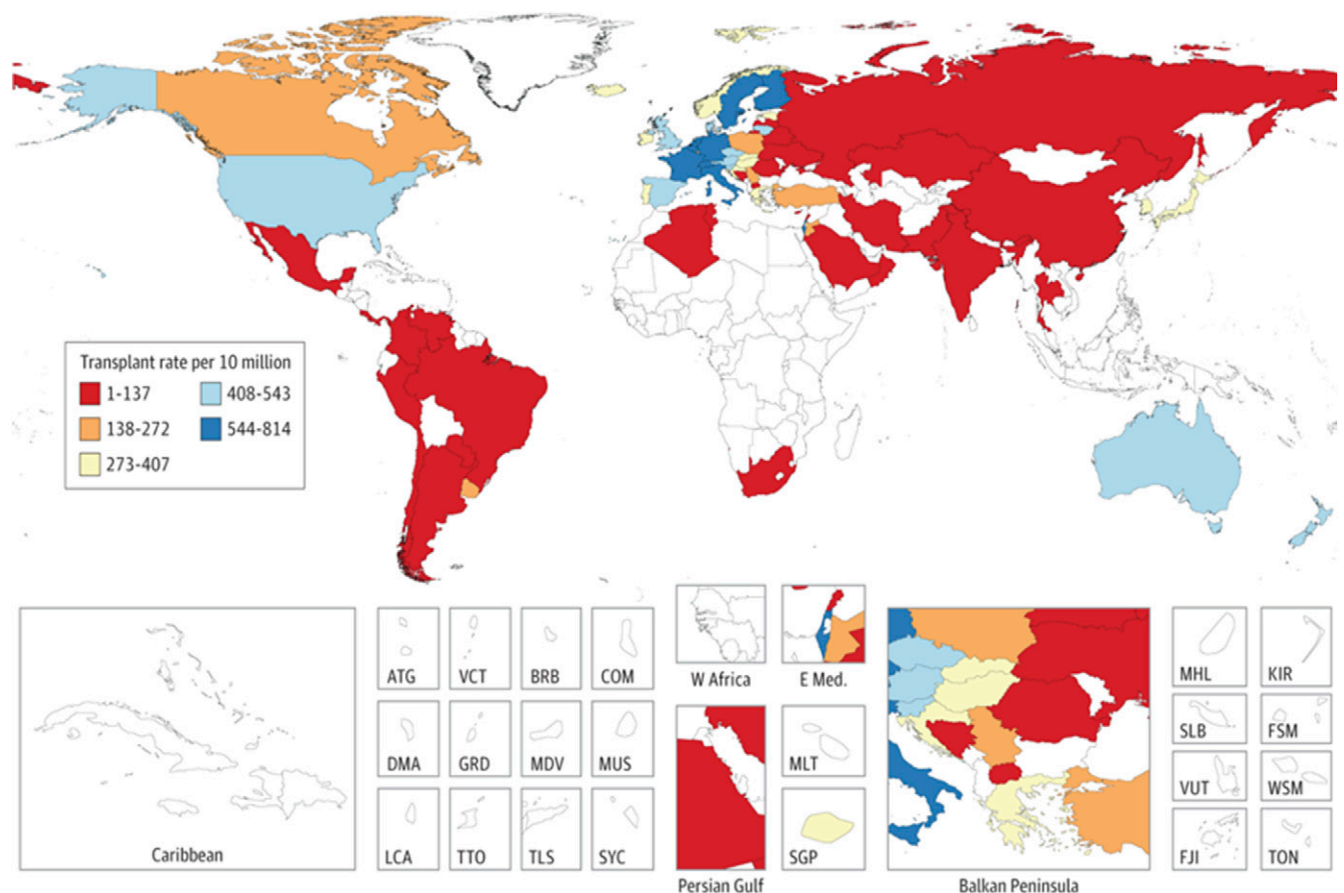 Transplant rate per 10 million
1-137
408-543
138-272
544-814
273-407
Caribbean
ATG
VCT
BRB
COM
DMA
GRD
MDV
MUS
LCA
TTO
TLS
SYC
W Africa
E Med.
Persian Gulf
MLT
SGP
Balkan Peninsula
MHL
KIR
SLB
FSM
VUT
WSM
FJI
TON